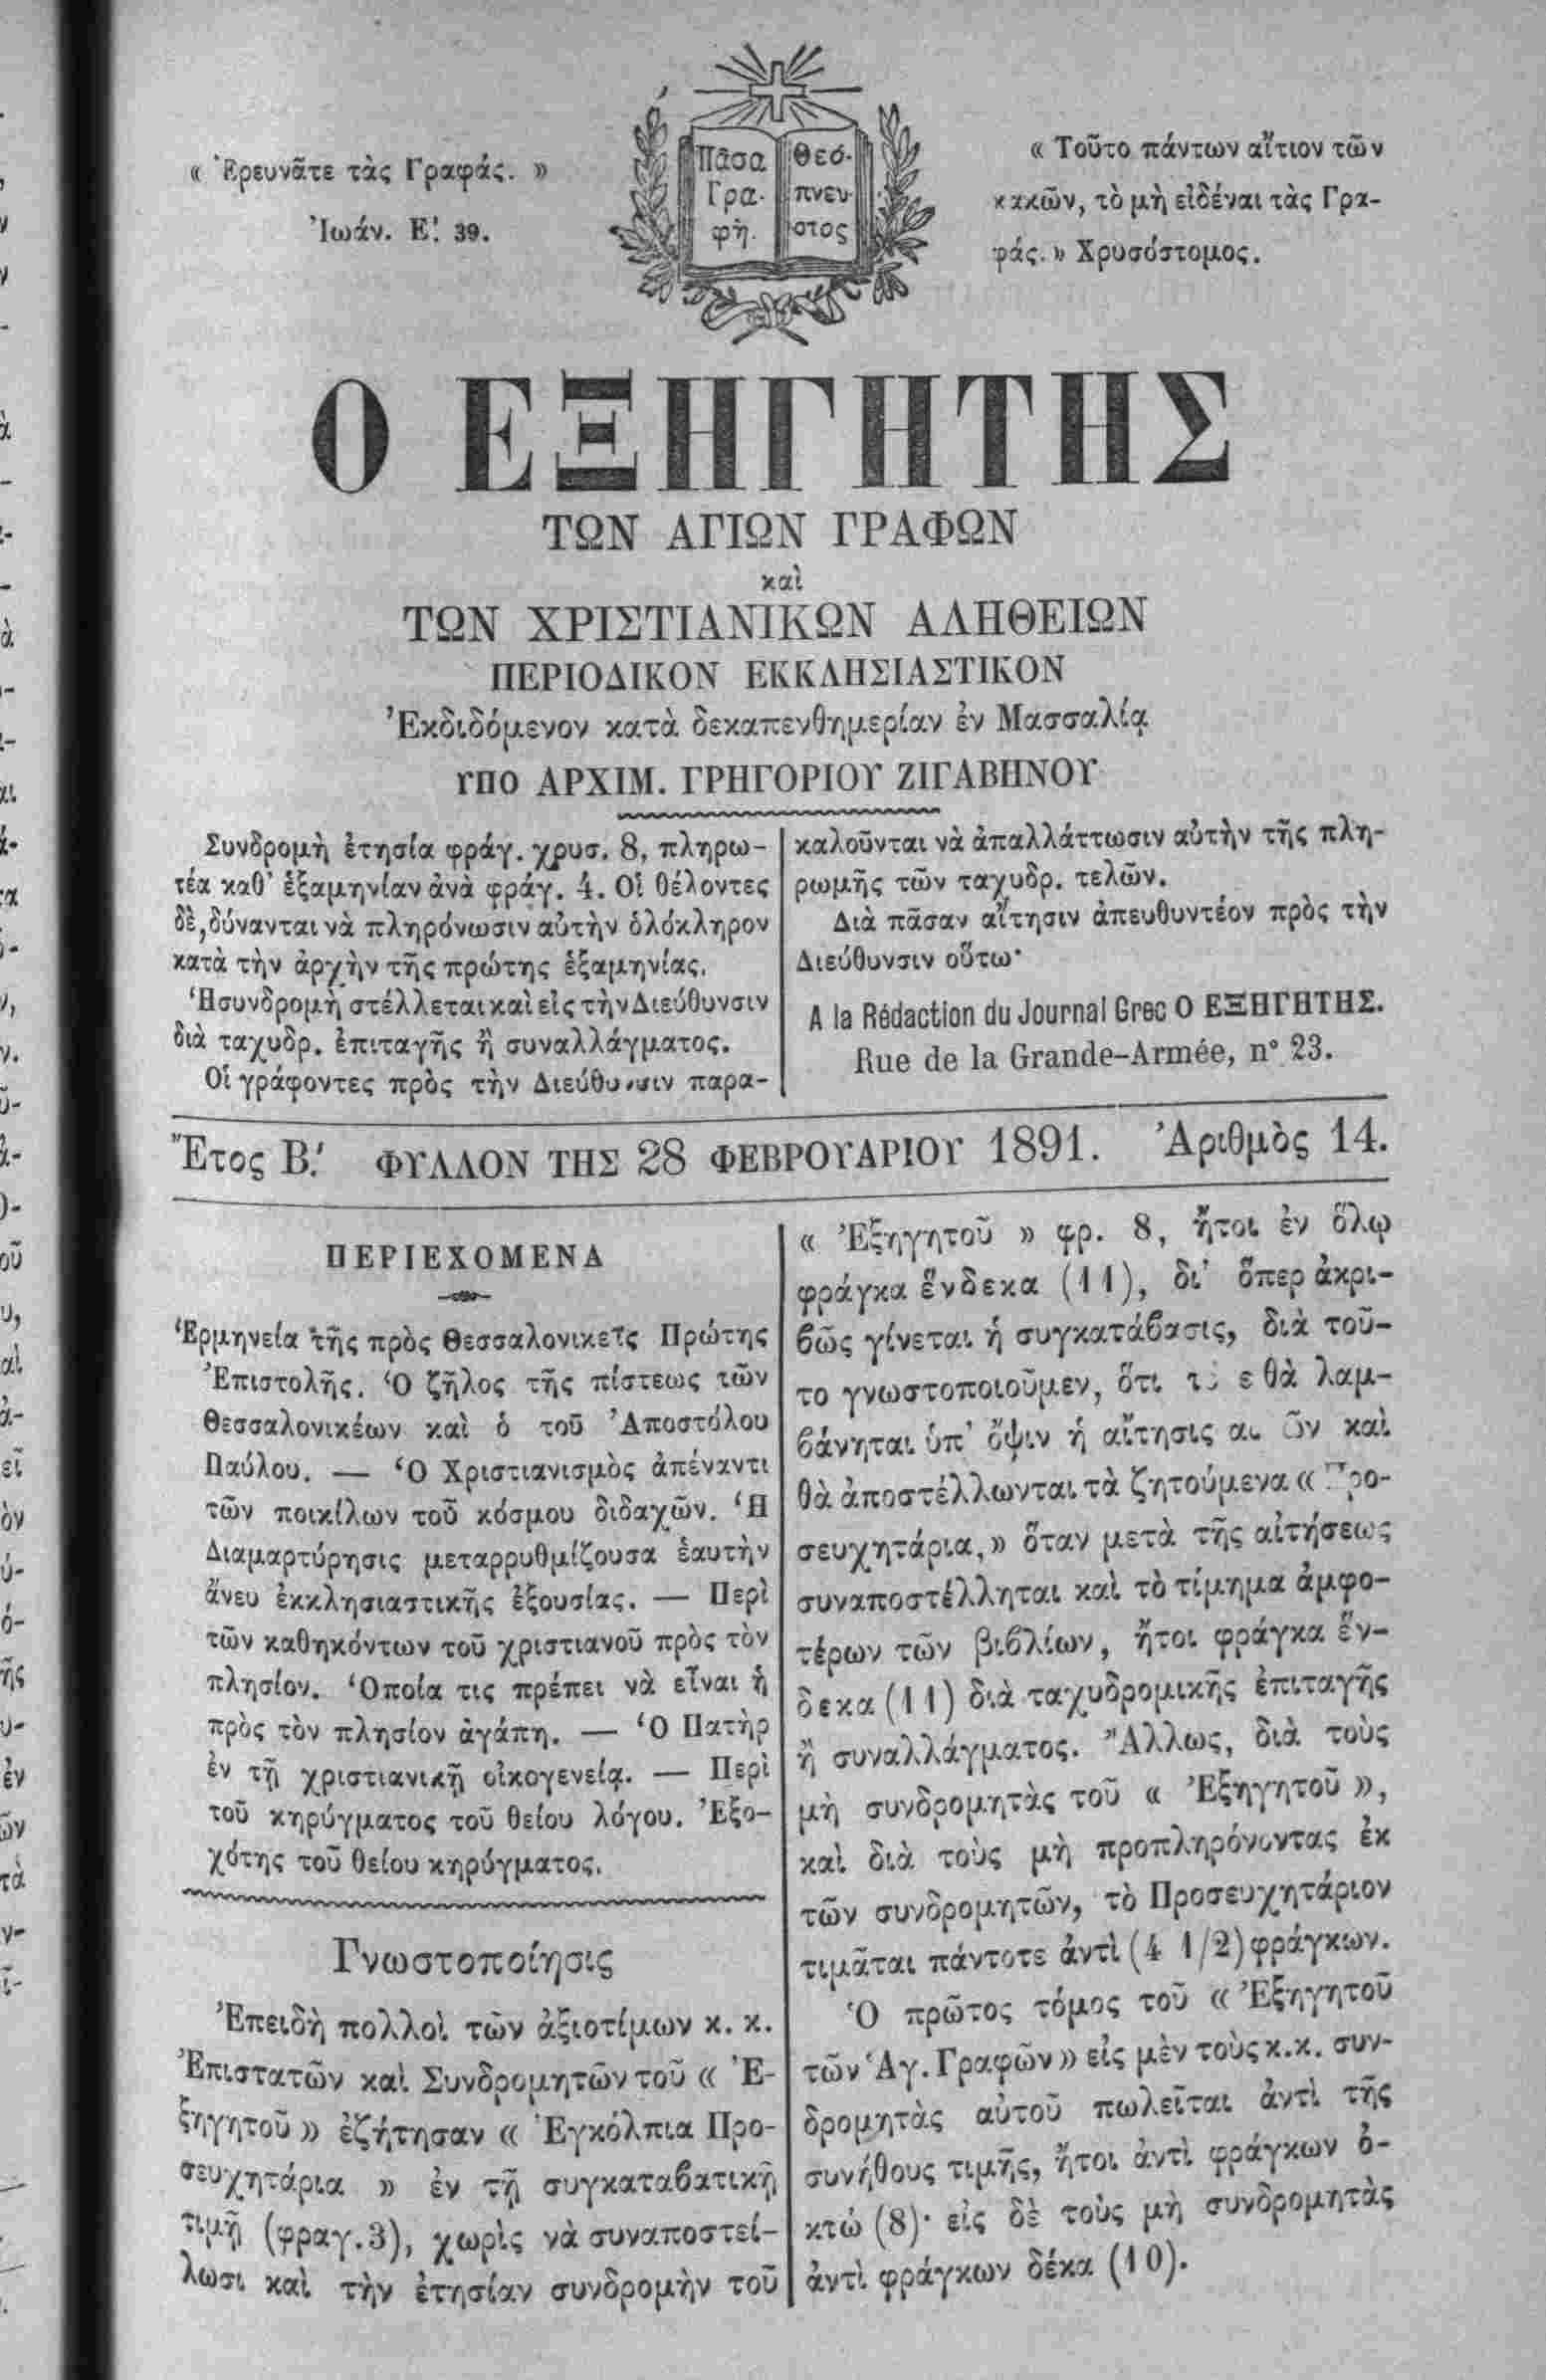 « Ἐρευνᾶτε τὰς Γραφάς. »
Ἰωάν. Ε′. 39.
Πᾶσα
Γρα-
φὴ.
Θεό-
πνευ-
στος
« Τοῦτο πάντων αἴτιον τῶν
κακῶν, τὸ μὴ εἰδέναι τὰς Γρα-
φάς. » Χρυσόστομος.
Ο ΕΞΗΓΗΤΗΣ
ΤΩΝ ΑΓΙΩΝ ΓΡΑΦΩΝ
καὶ
ΤΩΝ ΧΡΙΣΤΙΑΝΙΚΩΝ ΑΛΗΘΕΙΩΝ
ΠΕΡΙΟΔΙΚΟΝ ΕΚΚΛΗΣΙΑΣΤΙΚΟΝ
Ἐκδιδόμενον κατὰ δεκαπενθημερίαν ἐν Μασσαλίᾳ
ΥΠΟ ΑΡΧΙΜ. ΓΡΗΓΟΡΙΟΥ ΖΙΓΑΒΗΝΟΥ
Συνδρομὴ ἐτησία φράγ. χρυσ. 8, πληρω-
τέα καθ' ἑξαμηνίαν ἀνὰ φράγ. 4. Οἱ θέλοντες
δὲ, δύνανται νὰ πληρόνωσιν αὐτὴν ὁλόκληρον
κατὰ τὴν ἀρχὴν τῆς πρώτης ἑξαμηνίας.
Ἡ συνδρομὴ στέλλεται καὶ εἰς τὴν Διεύθυνσιν
διὰ ταχυδρ. ἐπιταγῆς ἢ συναλλάγματος.
Οἱ γράφοντες πρὸς τὴν Διεύθυνσιν παρα-
καλοῦνται νὰ ἀπαλλάττωσιν αὐτὴν τῆς πλη-
ρωμῆς τῶν ταχυδρ. τελῶν.
Διὰ πᾶσαν αἴτησιν ἀπευθυντέον πρὸς τὴν
Διεύθυνσιν οὕτω·
A la Rédaction du Journal Grec Ο ΕΞΗΓΗΤΗΣ.
Rue de la Grande-Armée, n° 23.
Ἔτος Β′. ΦΥΛΛΟΝ ΤΗΣ 28 ΦΕΒΡΟΥΑΡΙΟΥ 1891. Ἀριθμὸς 14.
ΠΕΡΙΕΧΟΜΕΝΑ
Ἑρμηνεία τῆς πρὸς Θεσσαλονικεῖς Πρώτης
Ἐπιστολῆς. Ὁ ζῆλος τῆς πίστεως τῶν
Θεσσαλονικέων καὶ ὁ τοῦ Ἀποστόλου
Παύλου. — Ὁ Χριστιανισμὸς ἀπέναντι
τῶν ποικίλων τοῦ κόσμου διδαχῶν. Ἡ
Διαμαρτύρησις μεταρρυθμίζουσα ἑαυτὴν
ἄνευ ἐκκλησιαστικῆς ἐξουσίας. — Περὶ
τῶν καθηκόντων τοῦ χριστιανοῦ πρὸς τὸν
πλησίον. Ὁποία τις πρέπει νὰ εἶναι ἡ
πρὸς τὸν πλησίον ἀγάπη. — Ὁ Πατὴρ
ἐν τῇ χριστιανικῇ οἰκογενείᾳ. — Περὶ
τοῦ κηρύγματος τοῦ θείου λόγου. Ἐξο-
χότης τοῦ θείου κηρύγματος.
Γνωστοποίησις
Ἐπειδὴ πολλοὶ τῶν ἀξιοτίμων κ. κ.
Ἐπιστατῶν καὶ Συνδρομητῶν τοῦ « Ἐ-
ξηγητοῦ » ἐζήτησαν « Ἐγκόλπια Προ-
σευχητάρια » ἐν τῇ συγκαταβατικῇ
τιμῇ (φραγ. 3), χωρὶς νὰ συναποστεί-
λωσι καὶ τὴν ἐτησίαν συνδρομὴν τοῦ
« Ἐξηγητοῦ » φρ. 8, ἤτοι ἐν ὅλῳ
φράγκα ἕνδεκα (11), δι' ὅπερ ἀκρι-
βῶς γίνεται ἡ συγκατάβασις, διὰ τοῦ-
το γνωστοποιοῦμεν, ὅτι θὰ λαμ-
βάνηται ὑπ' ὄψιν ἡ αἴτησις καὶ
θὰ ἀποστέλλωνται τὰ ζητούμενα « Προ-
σευχητάρια, » ὅταν μετὰ τῆς αἰτήσεως
συναποστέλληται καὶ τὸ τίμημα ἀμφο-
τέρων τῶν βιβλίων, ἤτοι φράγκα ἕν-
δεκα (11) διὰ ταχυδρομικῆς ἐπιταγῆς
ἢ συναλλάγματος. Ἄλλως, διὰ τοὺς
μὴ συνδρομητὰς τοῦ « Ἐξηγητοῦ »,
καὶ διὰ τοὺς μὴ προπληρόνοντας ἐκ
τῶν συνδρομητῶν, τὸ Προσευχητάριον
τιμᾶται πάντοτε ἀντὶ (4 1/2) φράγκων.
Ὁ πρῶτος τόμος τοῦ « Ἐξηγητοῦ
τῶν Ἁγ. Γραφῶν » εἰς μὲν τοὺς κ.κ. συν-
δρομητὰς αὐτοῦ πωλεῖται ἀντὶ τῆς
συνήθους τιμῆς, ἤτοι ἀντὶ φράγκων ὀ-
κτὼ (8)· εἰς δὲ τοὺς μὴ συνδρομητὰς
ἀντὶ φράγκων δέκα (10).